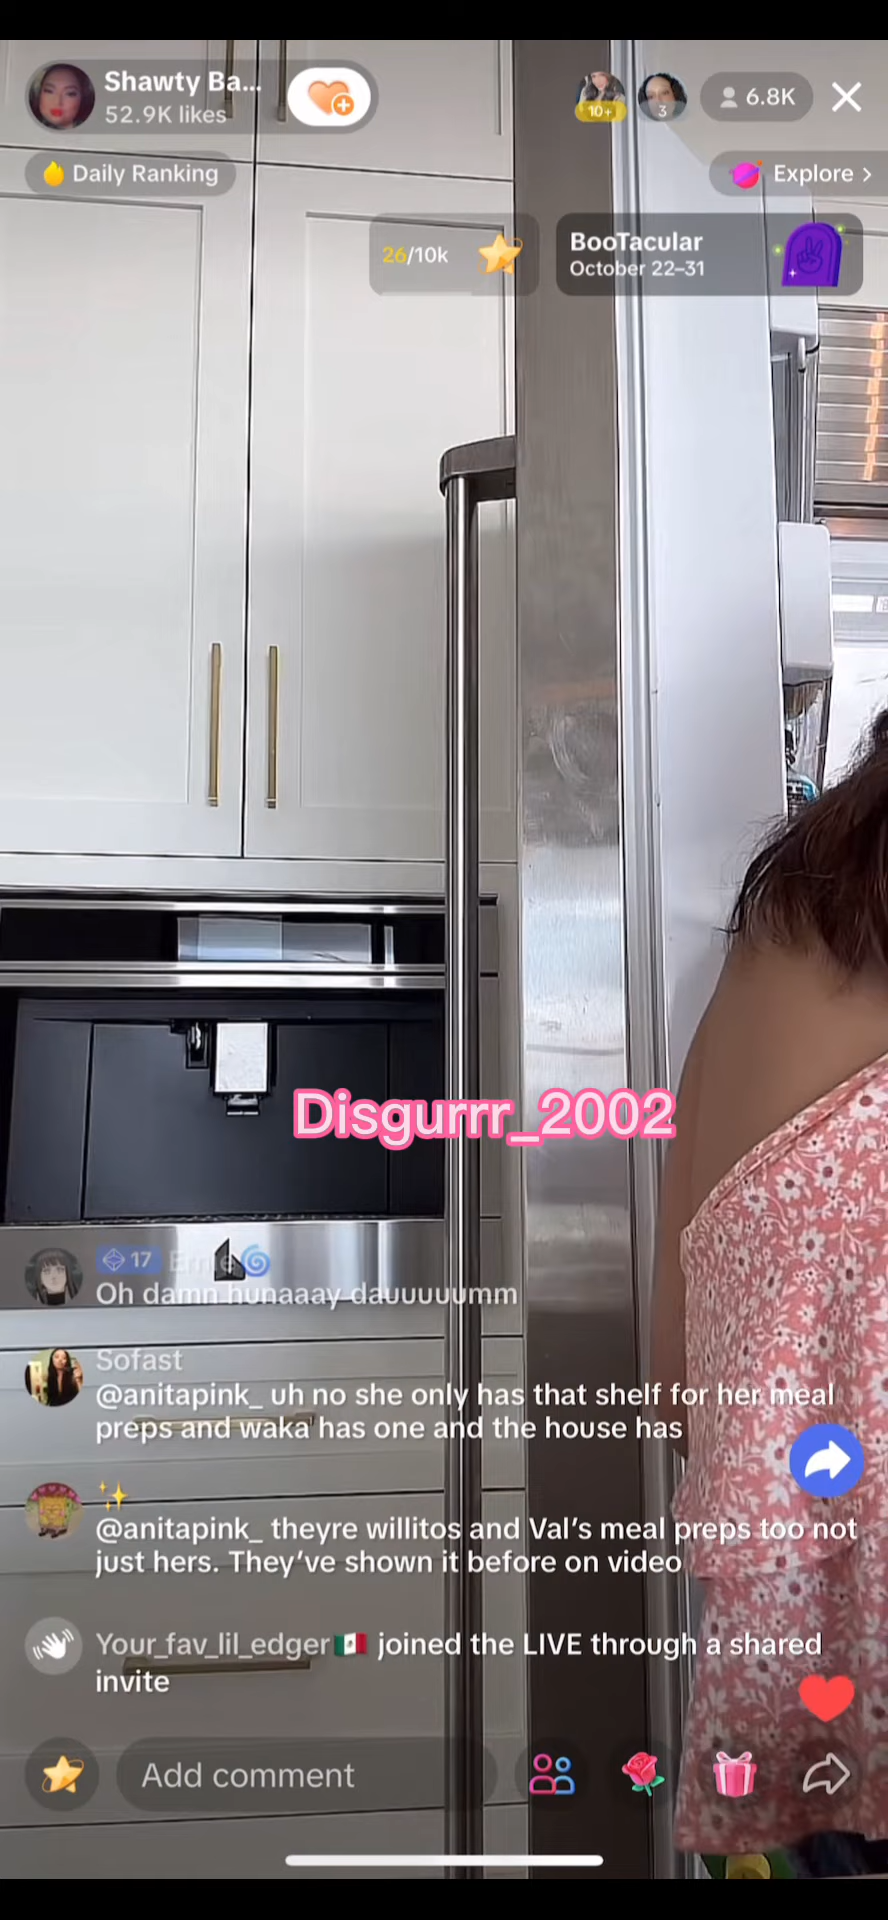 Shawty Ba...
52.9K likes
10+
3
6.8K
Daily Ranking
Explore >
26/10k
BooTacular
October 22–31
Disgurrr_2002
17
Oh damn hunaaay dauuuuumm
Sofast
@anitapink_ uh no she only has that shelf for her meal
preps and waka has one and the house has
✨
@anitapink_ theyre willitos and Val’s meal preps too not
just hers. They’ve shown it before on video
Your_fav_lil_edger🇲🇽 joined the LIVE through a shared
invite
Add comment